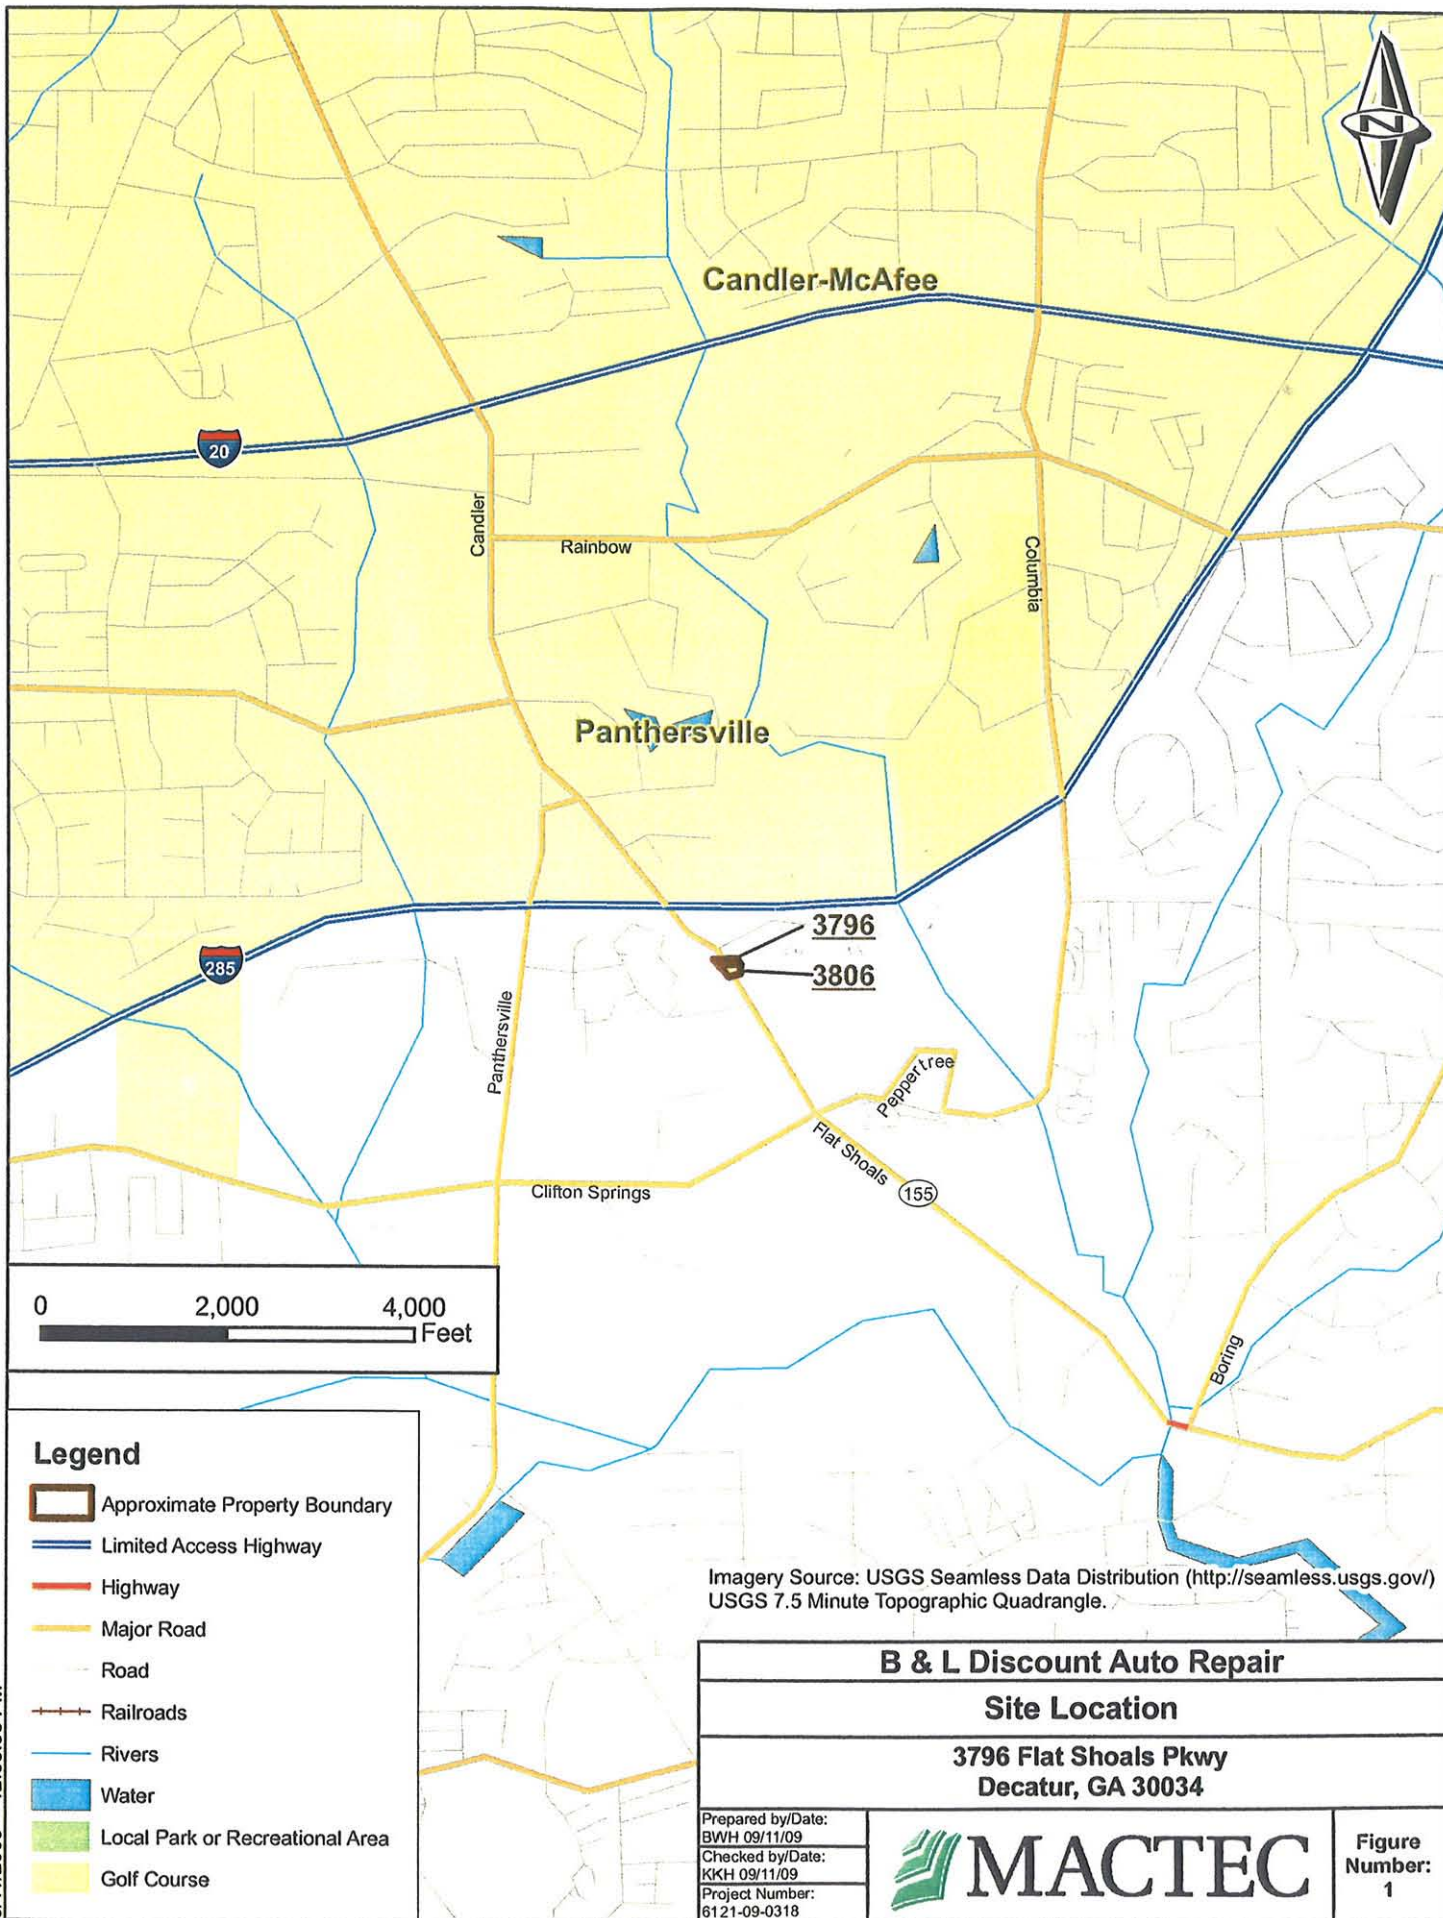 N
Candler-McAfee
20
Candler
Rainbow
Columbia
Panthersville
3796
3806
285
Panthersville
Peppertree
Flat Shoals
155
Clifton Springs
0 2,000 4,000
Feet
Boring
Legend
Approximate Property Boundary
Limited Access Highway
Highway
Major Road
Road
Railroads
Rivers
Water
Local Park or Recreational Area
Golf Course
Imagery Source: USGS Seamless Data Distribution (http://seamless.usgs.gov/)
USGS 7.5 Minute Topographic Quadrangle.
B & L Discount Auto Repair
Site Location
3796 Flat Shoals Pkwy
Decatur, GA 30034
Prepared by/Date:
BWH 09/11/09
Checked by/Date:
KKH 09/11/09
Project Number:
6121-09-0318
MACTEC
Figure
Number:
1